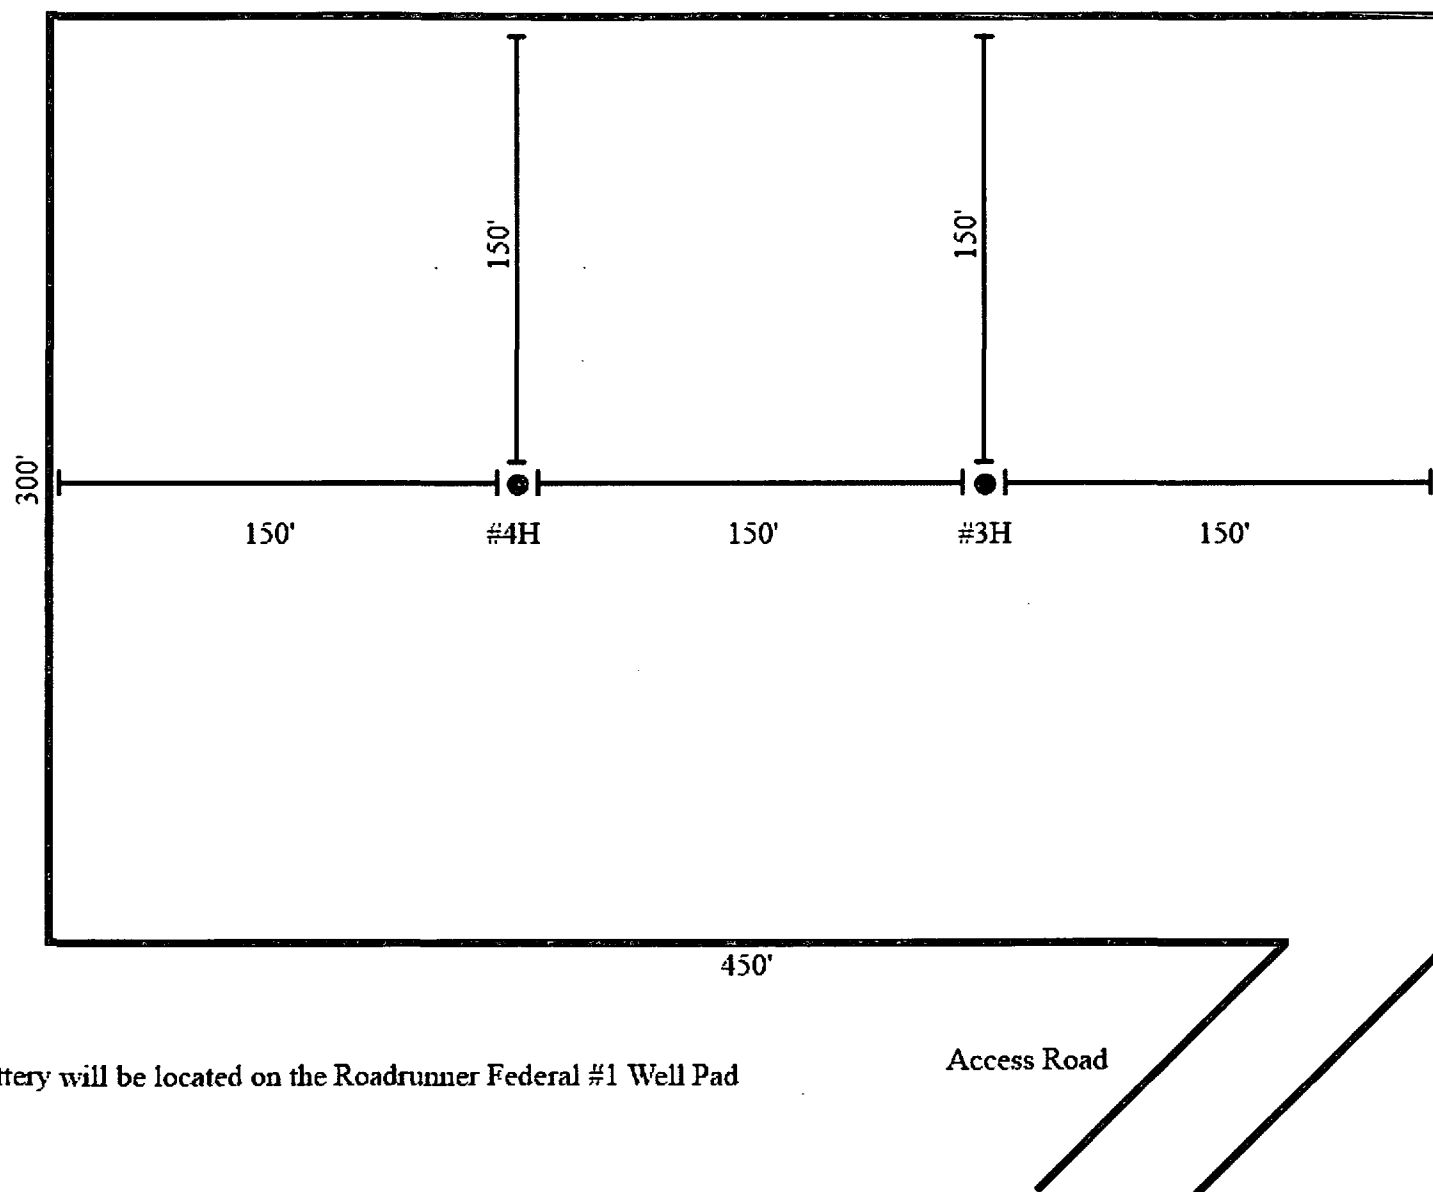 150'
150'
300'
150'
#4H
150'
#3H
150'
450'
Access Road
ttery will be located on the Roadrunner Federal #1 Well Pad